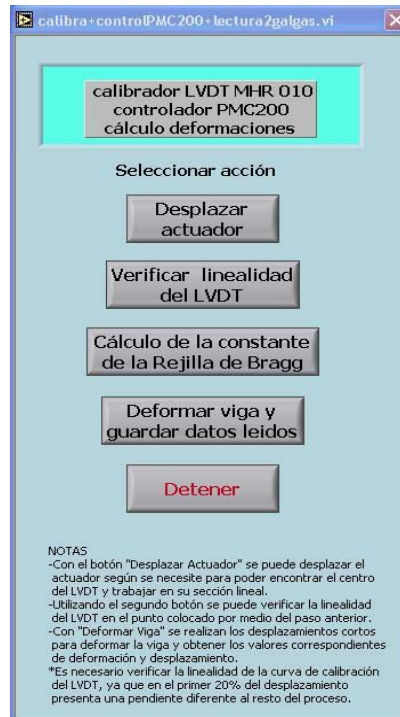 calibra+controlPMC200+lectura2galgas.vi
calibrador LVDT MHR 010
controlador PMC200
cálculo deformaciones
Seleccionar acción
Desplazar
actuador
Verificar linealidad
del LVDT
Cálculo de la constante
de la Rejilla de Bragg
Deformar viga y
guardar datos leidos
Detener
NOTAS
-Con el botón "Desplazar Actuador" se puede desplazar el
actuador según se necesite para poder encontrar el centro
del LVDT y trabajar en su sección lineal.
-Utilizando el segundo botón se puede verificar la linealidad
del LVDT en el punto colocado por medio del paso anterior.
-Con "Deformar Viga" se realizan los desplazamientos cortos
para deformar la viga y obtener los valores correspondientes
de deformación y desplazamiento.
*Es necesario verificar la linealidad de la curva de calibración
del LVDT, ya que en el primer 20% del desplazamiento
presenta una pendiente diferente al resto del proceso.